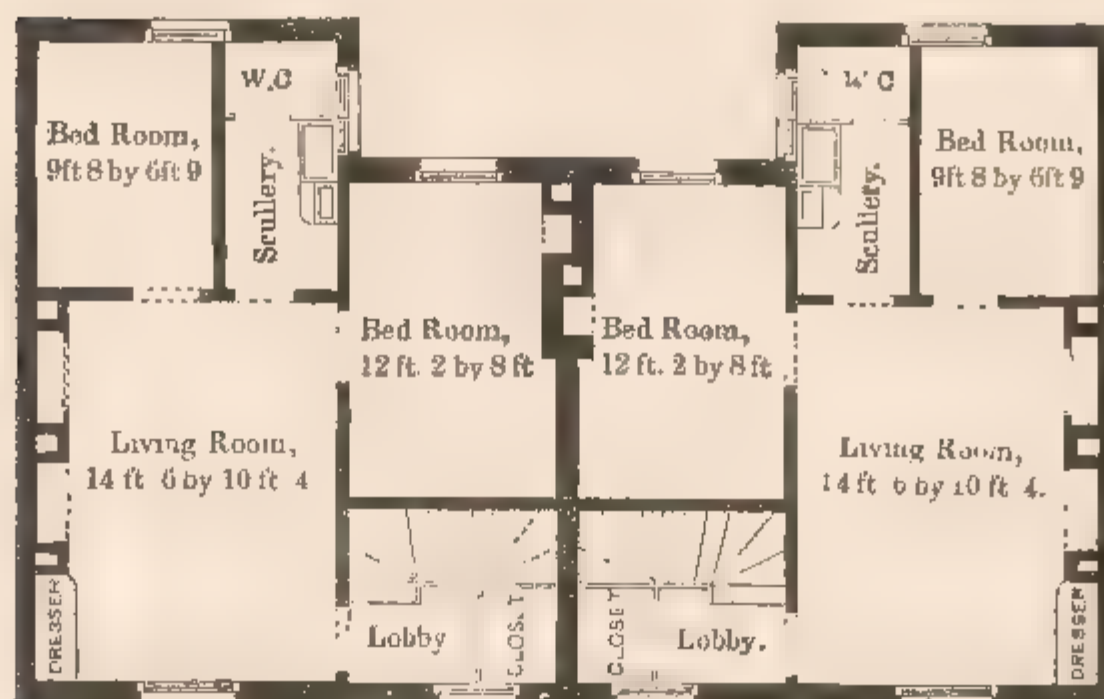 W.C
Bed Room,
9ft 8 by 6ft 9
Scullery.
Bed Room,
12 ft. 2 by 8 ft
Living Room,
14 ft 6 by 10 ft 4
DRESSER
Lobby
CLOSET
W C
Bed Room,
9ft 8 by 6ft 9
Scullery.
Bed Room,
12 ft. 2 by 8 ft
Living Room,
14 ft 6 by 10 ft 4.
CLOSET
Lobby.
DRESSER